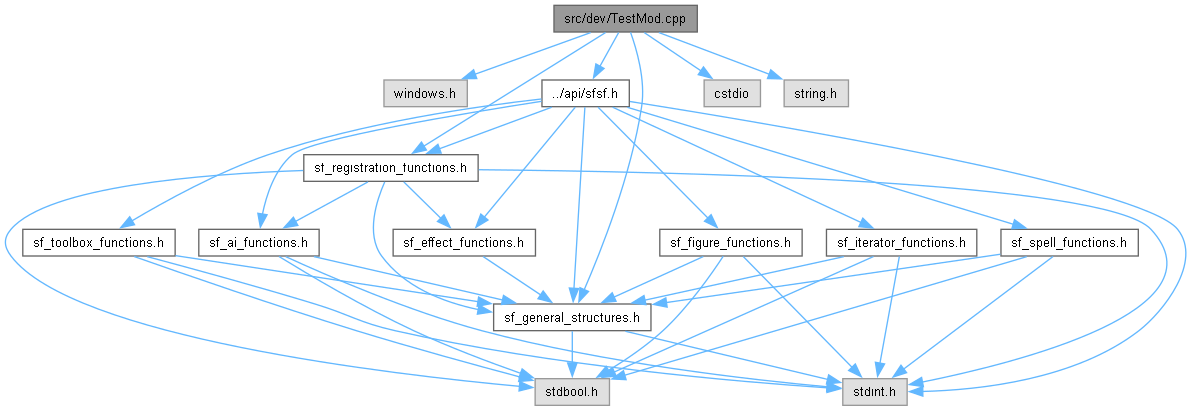 src/dev/TestMod.cpp
windows.h
../api/sfsf.h
cstdio
string.h
sf_registration_functions.h
sf_toolbox_functions.h
sf_ai_functions.h
sf_effect_functions.h
sf_figure_functions.h
sf_iterator_functions.h
sf_spell_functions.h
sf_general_structures.h
stdbool.h
stdint.h